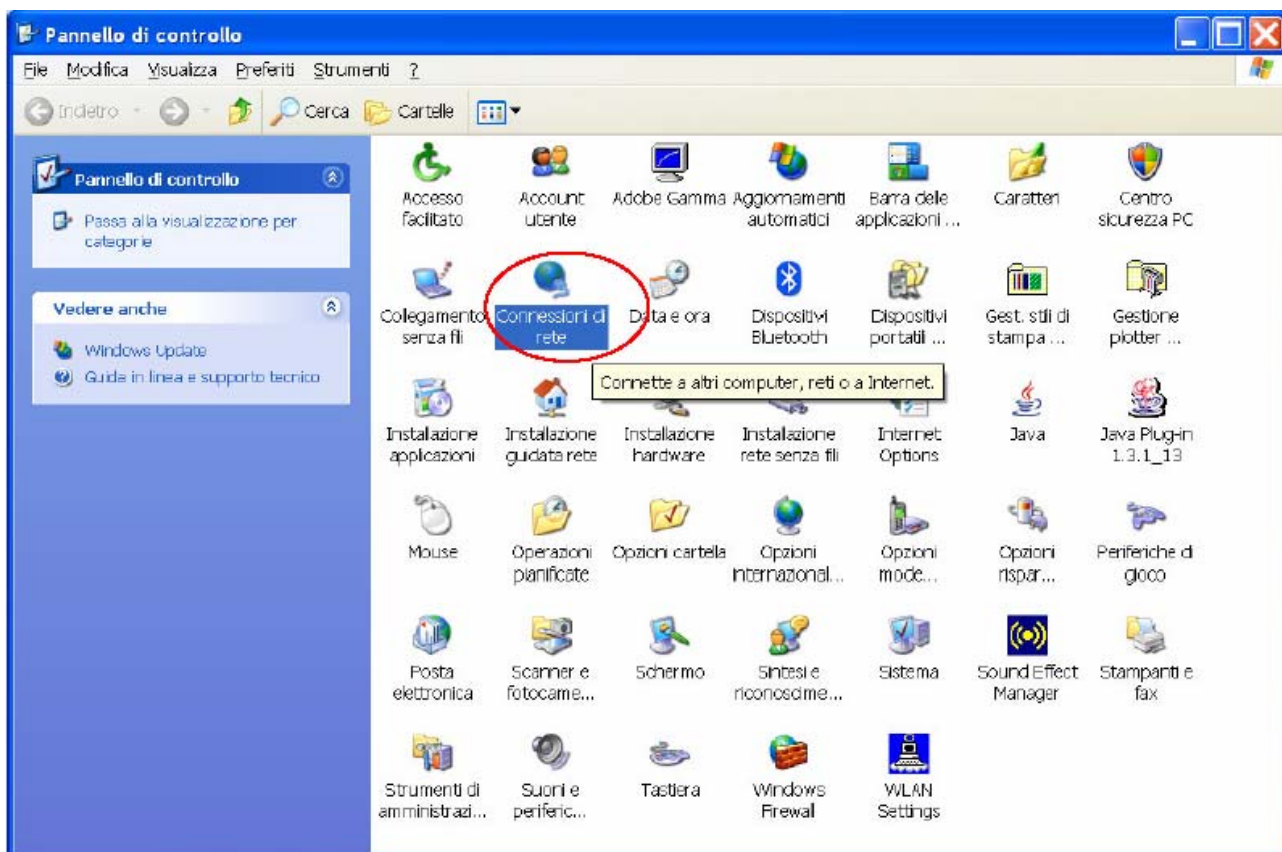 Pannello di controllo
File Modifica Visualizza Preferiti Strumenti ?
Indietro Cerca Cartelle
Pannello di controllo
Passa alla visualizzazione per
categorie
Vedere anche
Windows Update
Guida in linea e supporto tecnico
Accesso
facilitato
Account
utente
Adobe Gamma
Aggiornamenti
automatici
Barra delle
applicazioni ...
Caratteri
Centro
sicurezza PC
Collegamento
senza fili
Connessioni di
rete
Data e ora
Dispositivi
Bluetooth
Dispositivi
portatili ...
Gest. stili di
stampa ...
Gestione
plotter ...
Connette a altri computer, reti o a Internet.
Installazione
applicazioni
Installazione
guidata rete
Installazione
hardware
Installazione
rete senza fili
Internet
Options
Java
Java Plug-in
1.3.1_13
Mouse
Operazioni
pianificate
Opzioni cartella
Opzioni
internazional...
Opzioni
mode...
Opzioni
rispar...
Periferiche di
gioco
Posta
elettronica
Scanner e
fotocame...
Schermo
Sintesi e
riconoscime...
Sistema
Sound Effect
Manager
Stampanti e
fax
Strumenti di
amministrazi...
Suoni e
periferic...
Tastiera
Windows
Firewall
WLAN
Settings